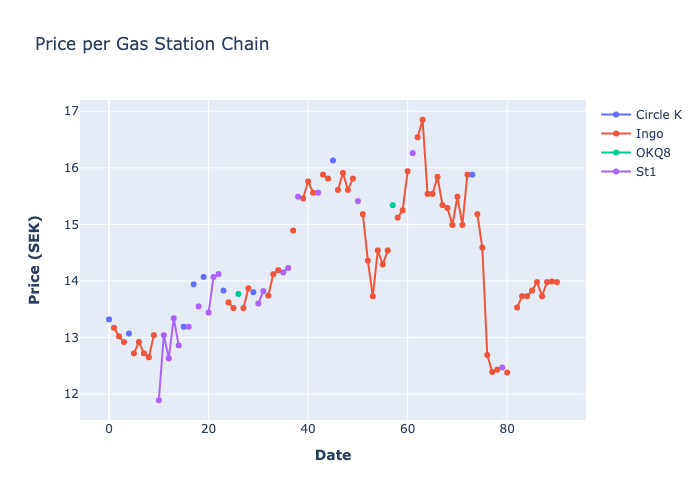 Price per Gas Station Chain
17
16
15
14
13
12
0
20
40
60
80
Price (SEK)
Date
Circle K
Ingo
OKQ8
St1